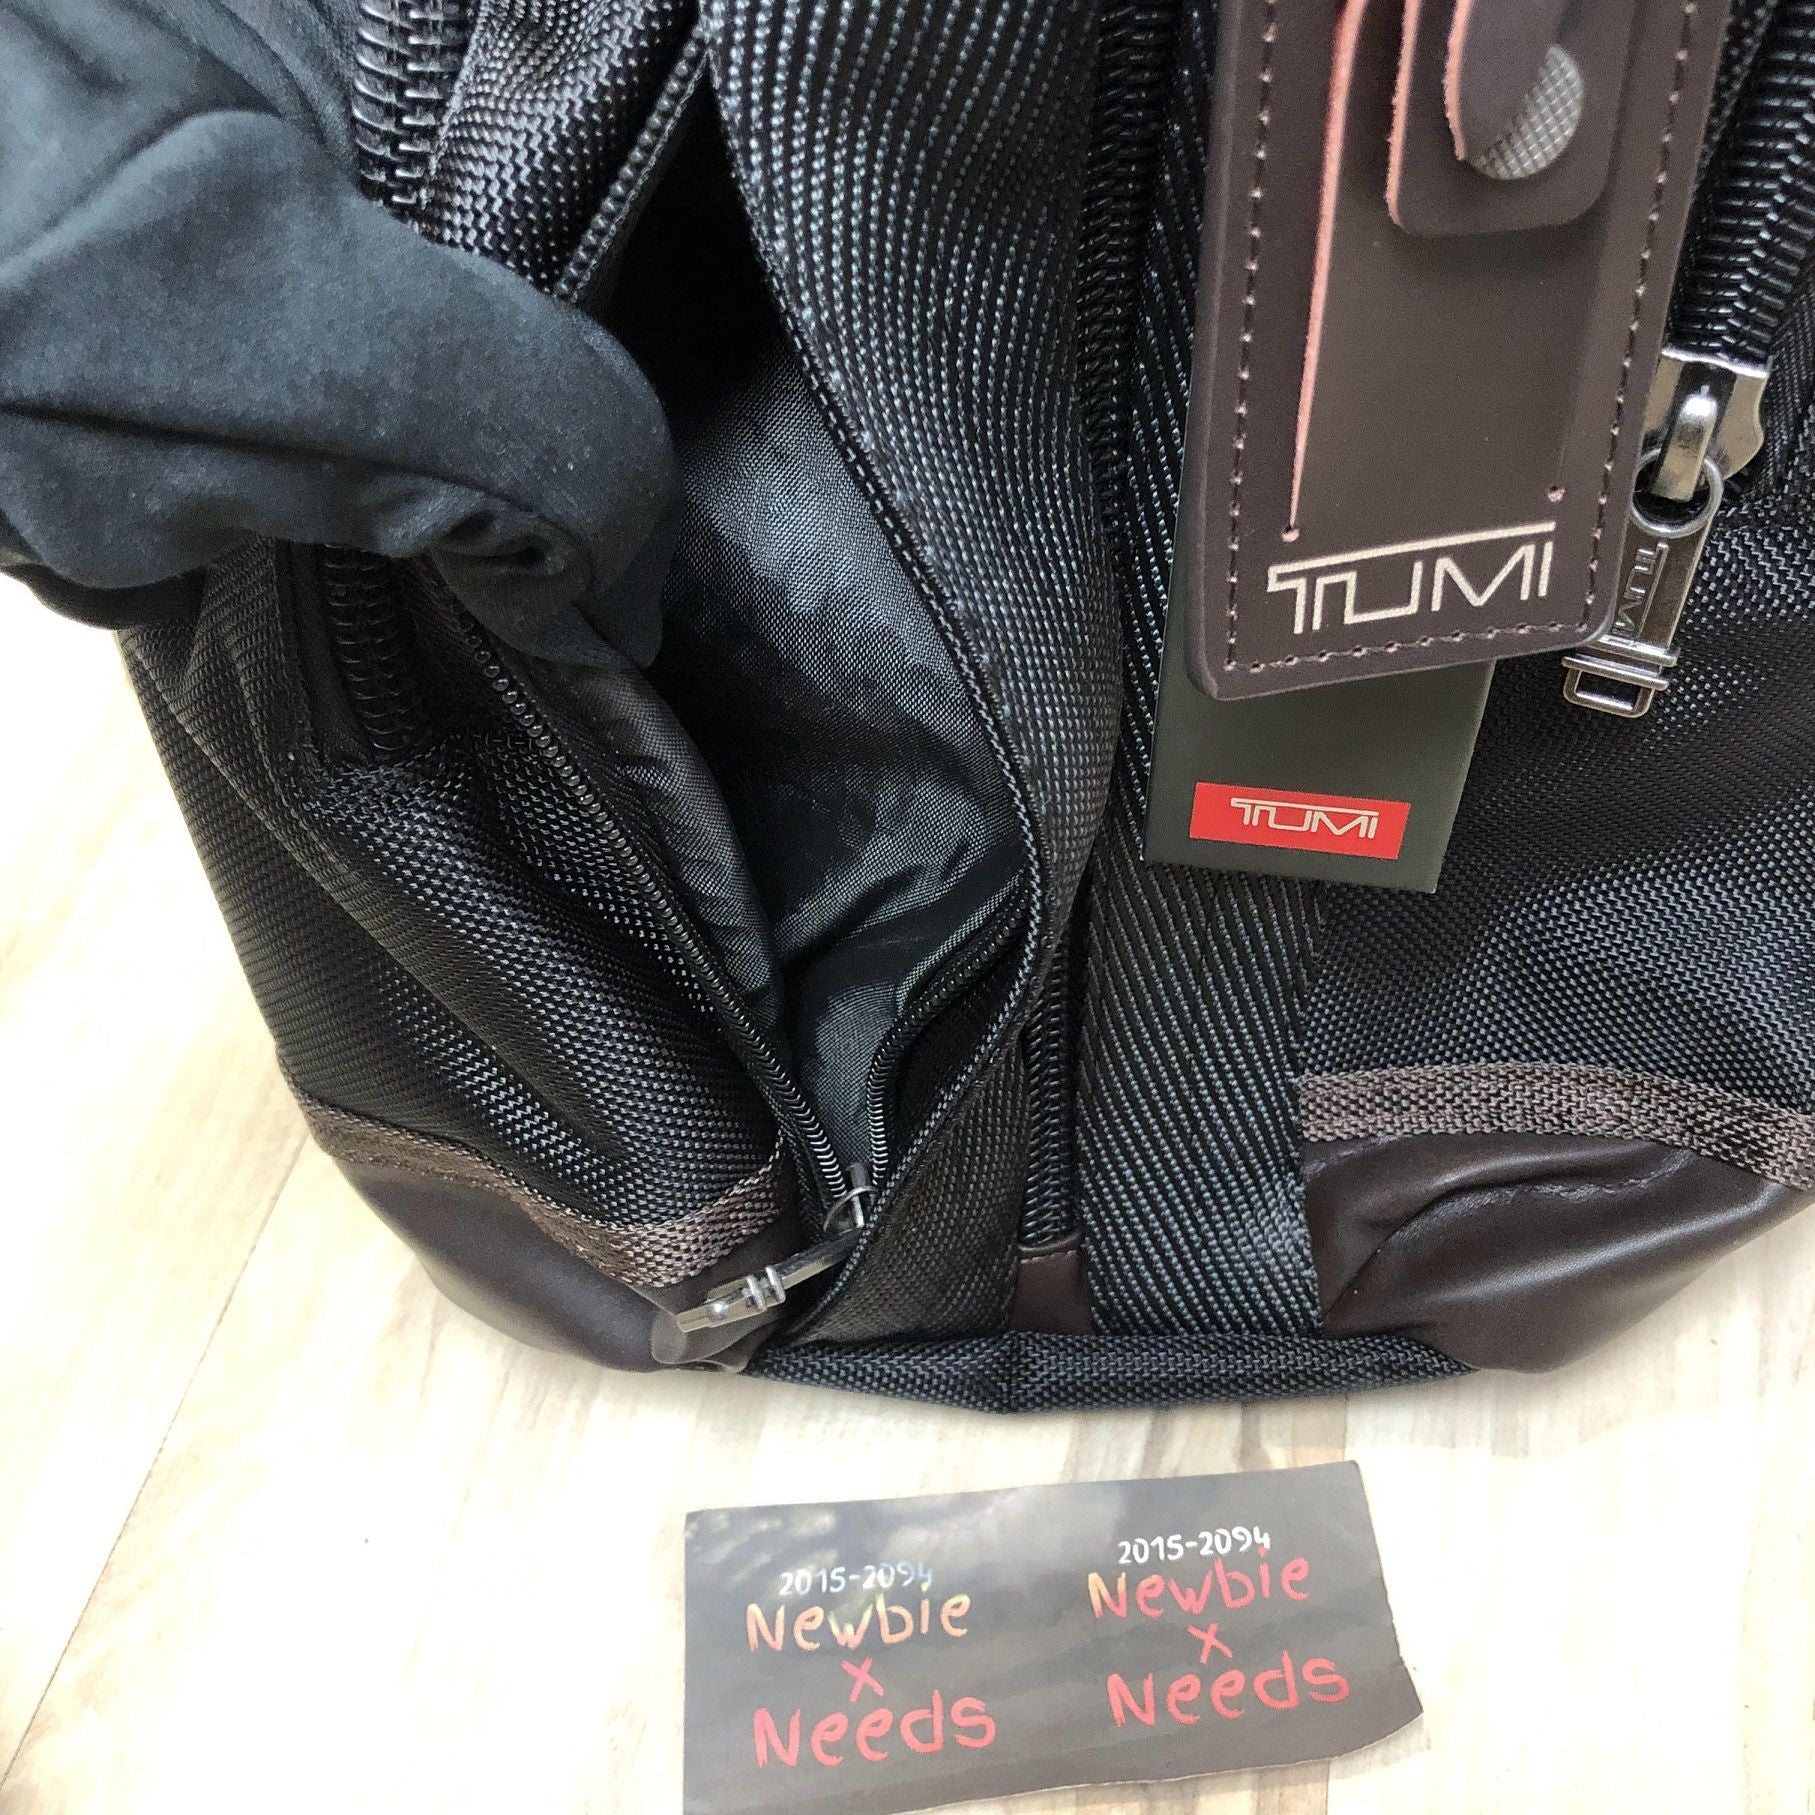 TUMI
TUMI
TUMI
2015-2094
Newbie
x
Needs
2015-2094
Newbie
x
Needs